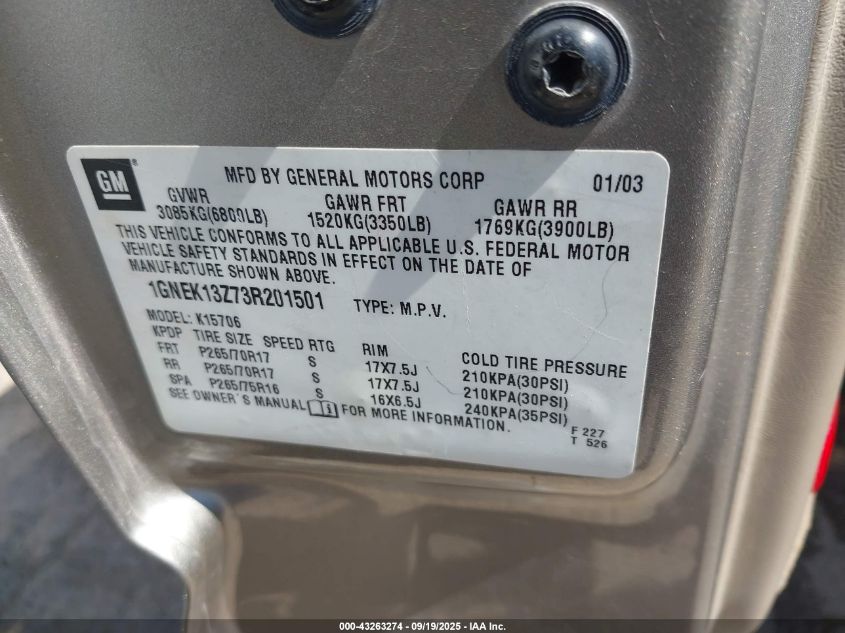 GM ®
MFD BY GENERAL MOTORS CORP 01/03
GVWR GAWR FRT GAWR RR
3085KG(6800LB) 1520KG(3350LB) 1769KG(3900LB)
THIS VEHICLE CONFORMS TO ALL APPLICABLE U.S. FEDERAL MOTOR
VEHICLE SAFETY STANDARDS IN EFFECT ON THE DATE OF
MANUFACTURE SHOWN ABOVE.
1GNEK13Z73R201501 TYPE: M.P.V.
MODEL: K15706
KPDP TIRE SIZE SPEED RTG RIM COLD TIRE PRESSURE
FRT P265/70R17 S 17X7.5J 210KPA(30PSI)
RR P265/70R17 S 17X7.5J 210KPA(30PSI)
SPA P265/75R16 S 16X6.5J 240KPA(35PSI)
SEE OWNER'S MANUAL i FOR MORE INFORMATION.
F 227
T 526
000-43263274 - 09/19/2025 - IAA Inc.